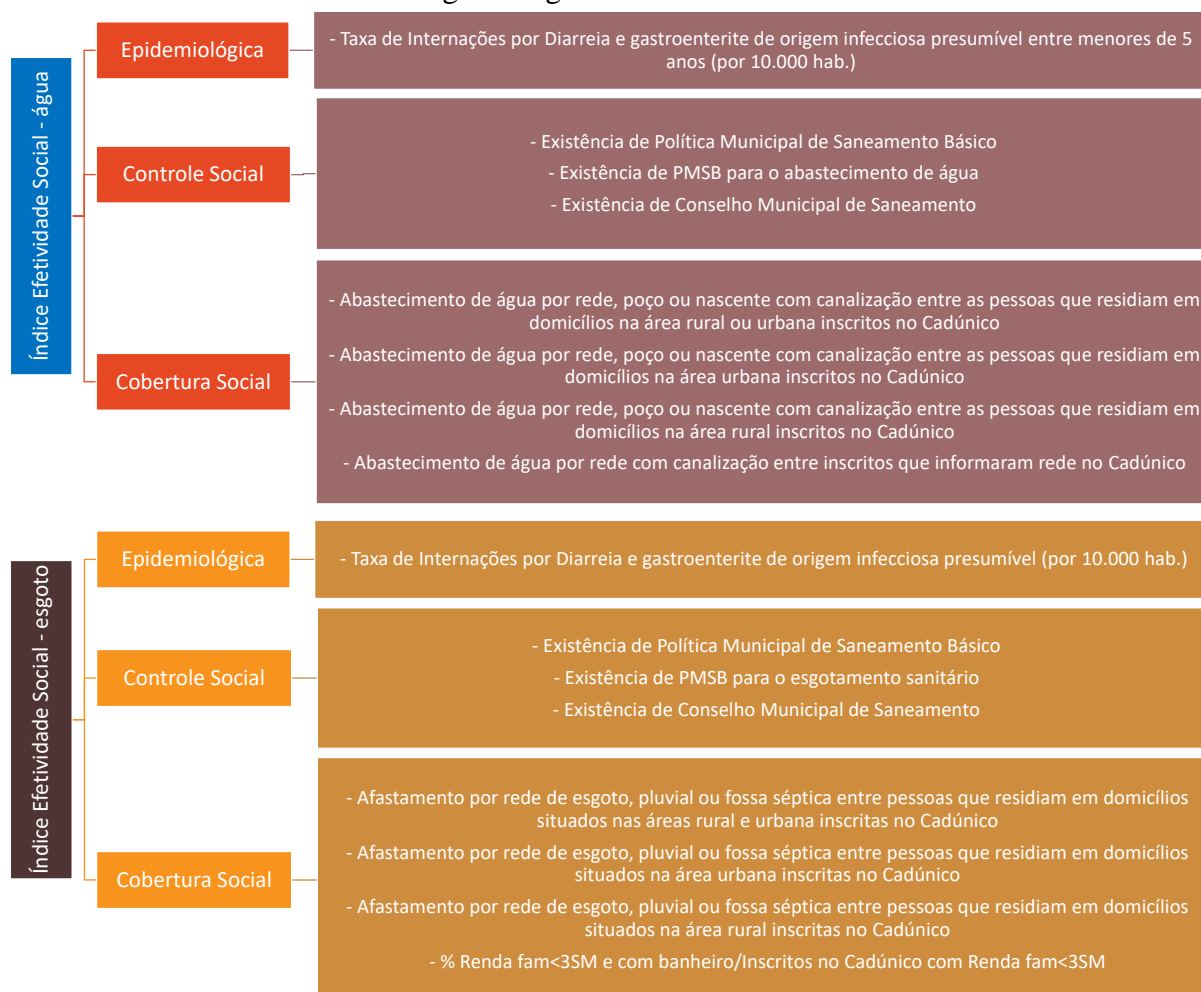 Epidemiológica
- Taxa de Internações por Diarreia e gastroenterite de origem infecciosa presumível entre menores de 5
anos (por 10.000 hab.)
Índice Efetividade Social - água
Controle Social
- Existência de Política Municipal de Saneamento Básico
- Existência de PMSB para o abastecimento de água
- Existência de Conselho Municipal de Saneamento
Cobertura Social
- Abastecimento de água por rede, poço ou nascente com canalização entre as pessoas que residiam em
domicílios na área rural ou urbana inscritos no Cadúnico
- Abastecimento de água por rede, poço ou nascente com canalização entre as pessoas que residiam em
domicílios na área urbana inscritos no Cadúnico
- Abastecimento de água por rede, poço ou nascente com canalização entre as pessoas que residiam em
domicílios na área rural inscritos no Cadúnico
- Abastecimento de água por rede com canalização entre inscritos que informaram rede no Cadúnico
Epidemiológica
- Taxa de Internações por Diarreia e gastroenterite de origem infecciosa presumível (por 10.000 hab.)
Índice Efetividade Social - esgoto
Controle Social
- Existência de Política Municipal de Saneamento Básico
- Existência de PMSB para o esgotamento sanitário
- Existência de Conselho Municipal de Saneamento
Cobertura Social
- Afastamento por rede de esgoto, pluvial ou fossa séptica entre pessoas que residiam em domicílios
situados nas áreas rural e urbana inscritas no Cadúnico
- Afastamento por rede de esgoto, pluvial ou fossa séptica entre pessoas que residiam em domicílios
situados na área urbana inscritas no Cadúnico
- Afastamento por rede de esgoto, pluvial ou fossa séptica entre pessoas que residiam em domicílios
situados na área rural inscritas no Cadúnico
- % Renda fam<3SM e com banheiro/Inscritos no Cadúnico com Renda fam<3SM